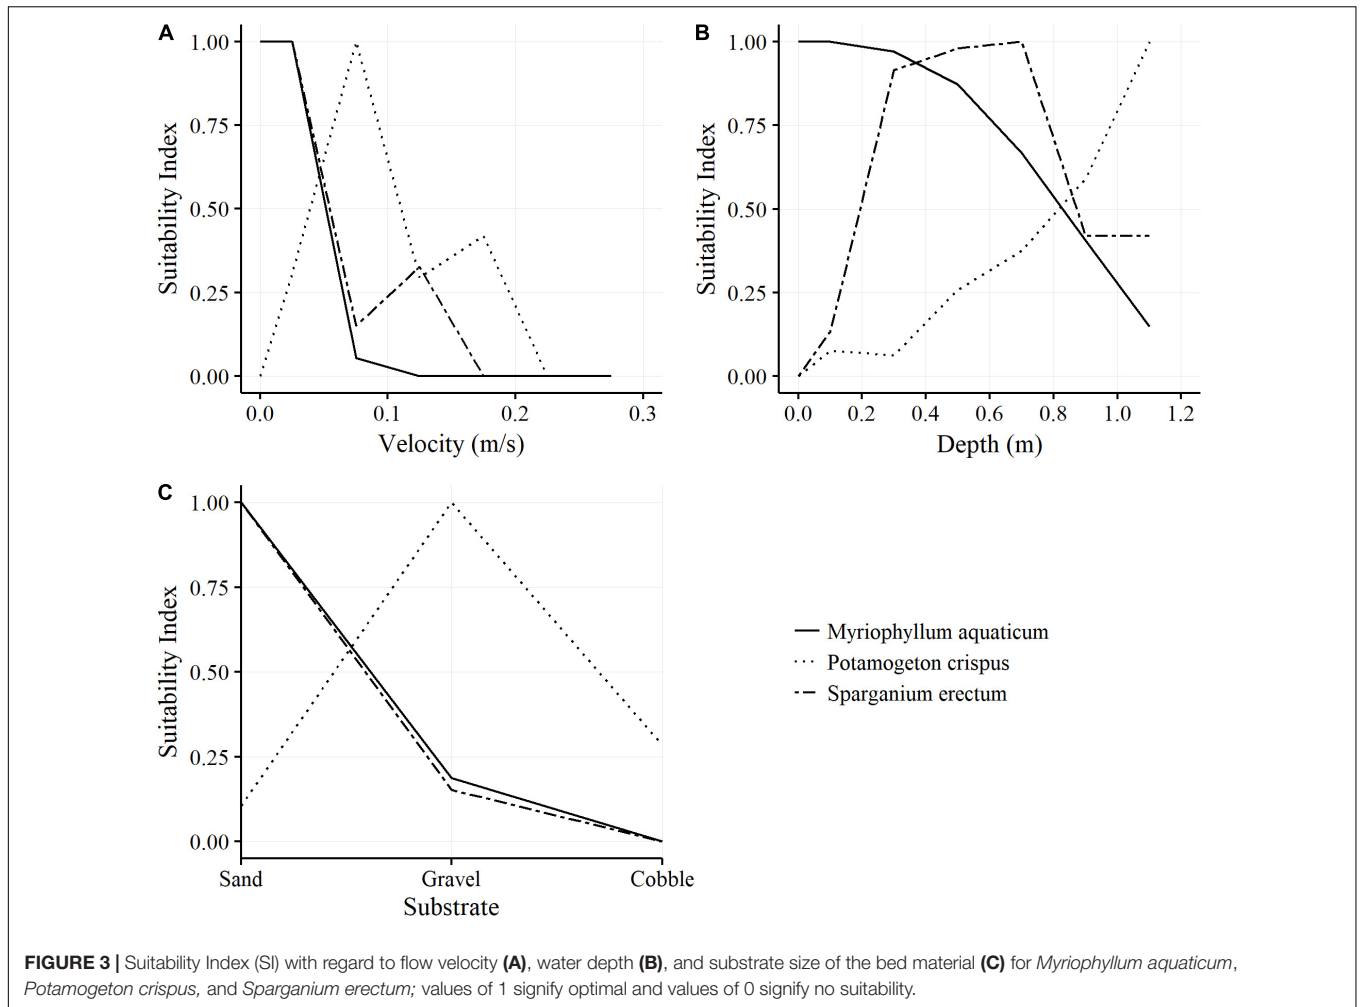 A
1.00
0.75
0.50
0.25
0.00
Suitability Index
0.0 0.1 0.2 0.3
Velocity (m/s)
B
1.00
0.75
0.50
0.25
0.00
Suitability Index
0.0 0.2 0.4 0.6 0.8 1.0 1.2
Depth (m)
C
1.00
0.75
0.50
0.25
0.00
Suitability Index
Sand Gravel Cobble
Substrate
Myriophyllum aquaticum
Potamogeton crispus
Sparganium erectum
FIGURE 3 | Suitability Index (SI) with regard to flow velocity (A), water depth (B), and substrate size of the bed material (C) for Myriophyllum aquaticum,
Potamogeton crispus, and Sparganium erectum; values of 1 signify optimal and values of 0 signify no suitability.